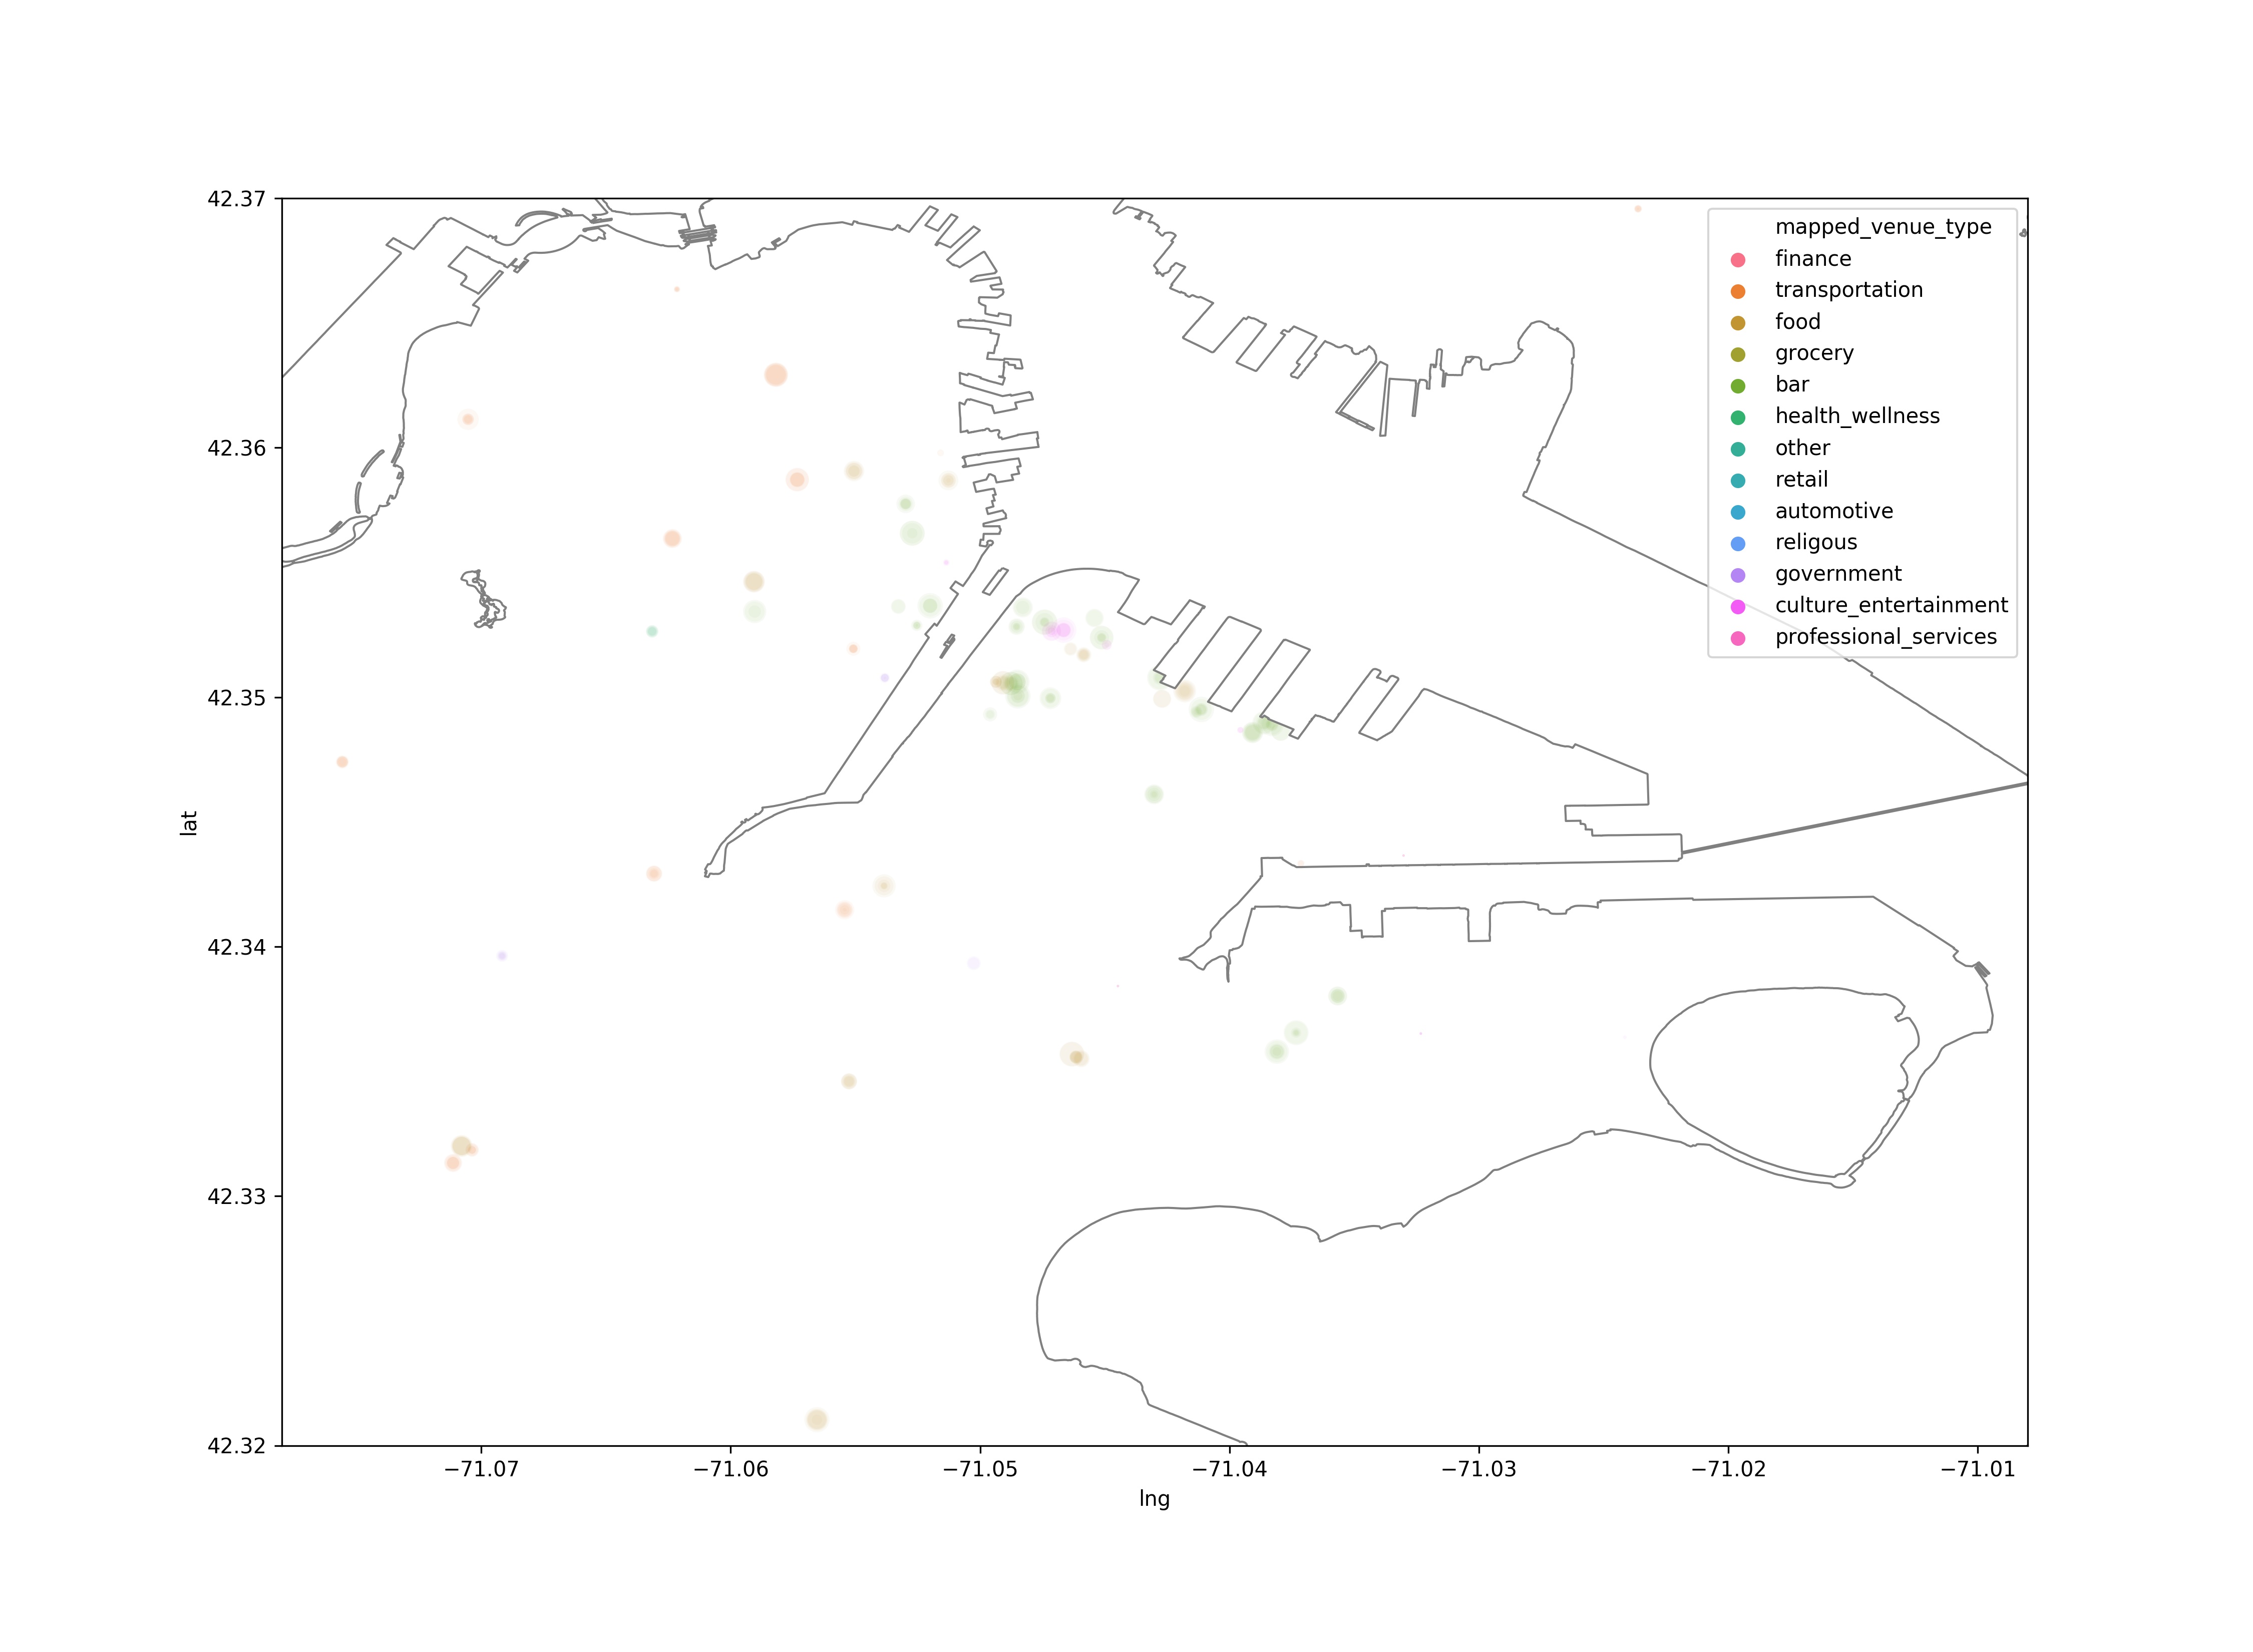 42.37
42.36
42.35
42.34
42.33
42.32
lat
−71.07
−71.06
−71.05
−71.04
−71.03
−71.02
−71.01
lng
mapped_venue_type
finance
transportation
food
grocery
bar
health_wellness
other
retail
automotive
religous
government
culture_entertainment
professional_services